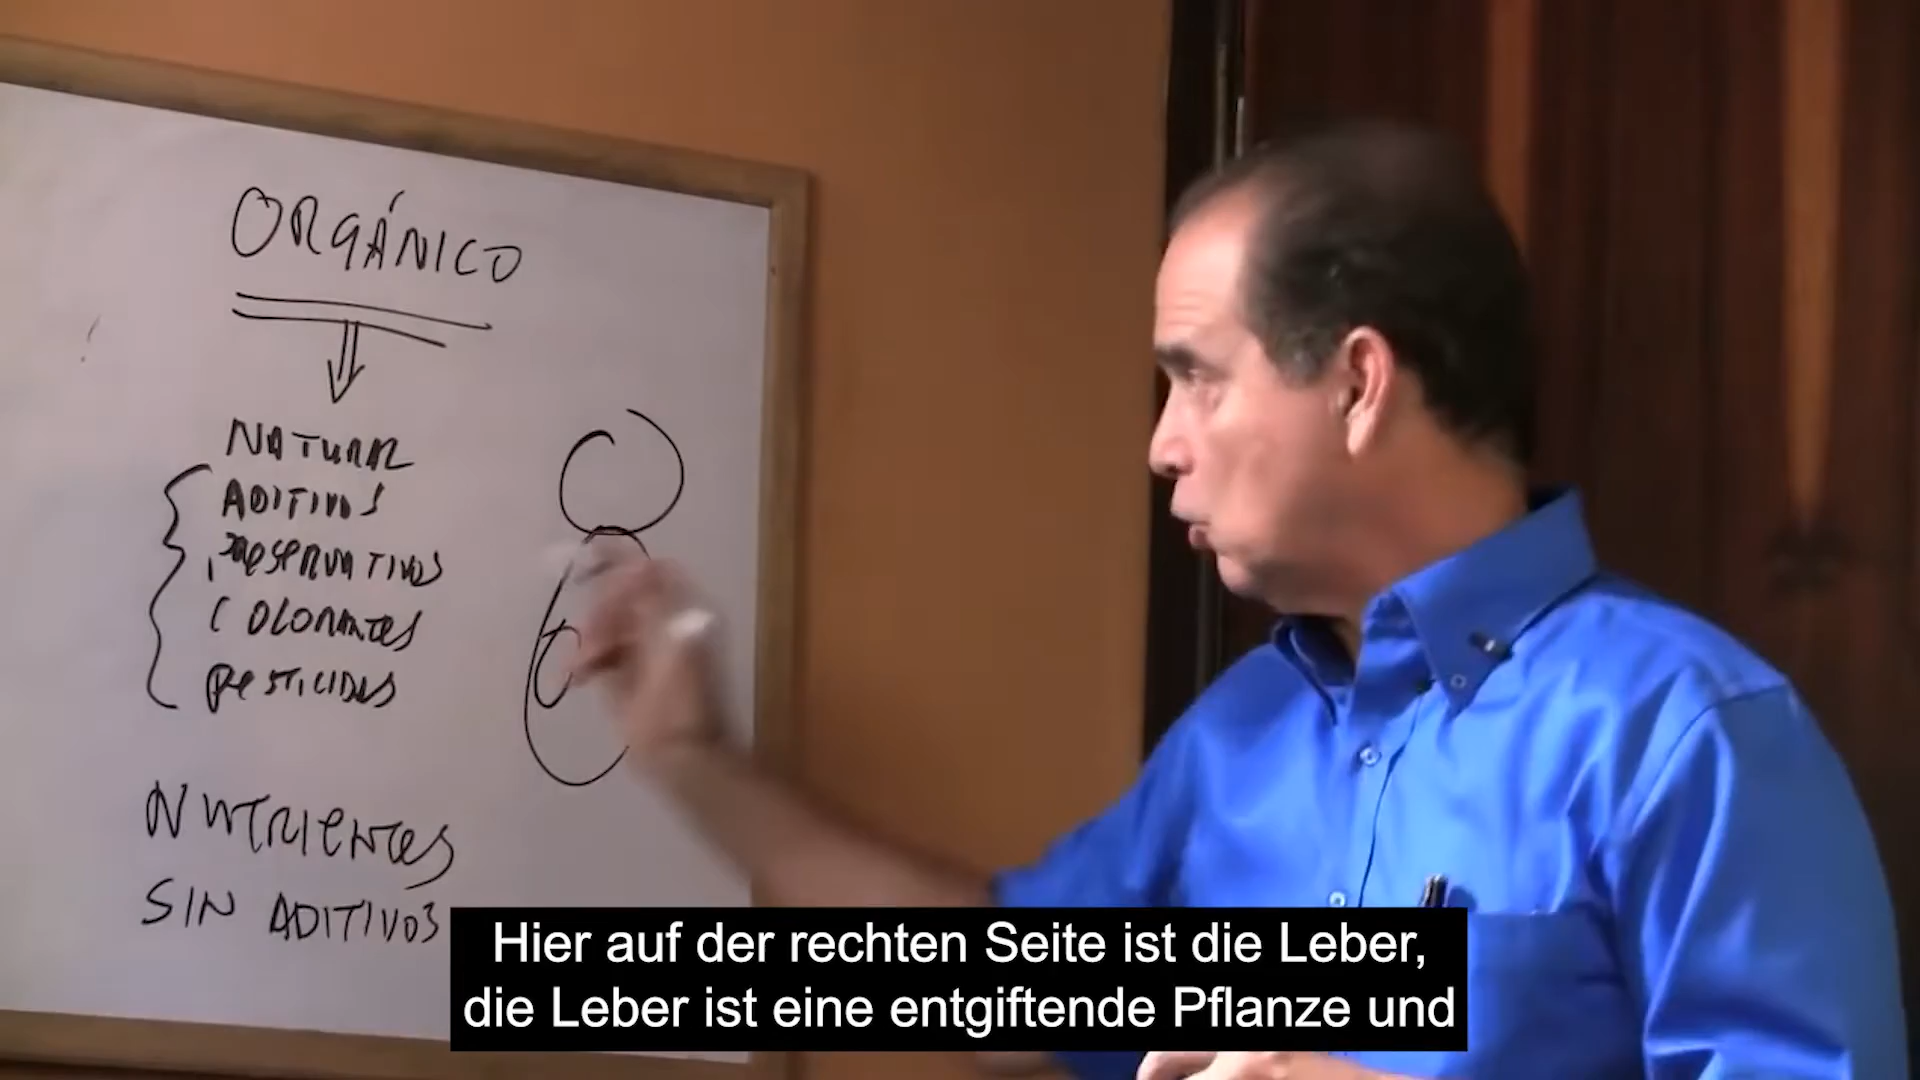 ORGÁNICO
NATURAL
ADITIVOS
PRESERVATIVOS
COLORANTES
PESTICIDAS
NUTRIENTES
SIN ADITIVOS
Hier auf der rechten Seite ist die Leber,
die Leber ist eine entgiftende Pflanze und